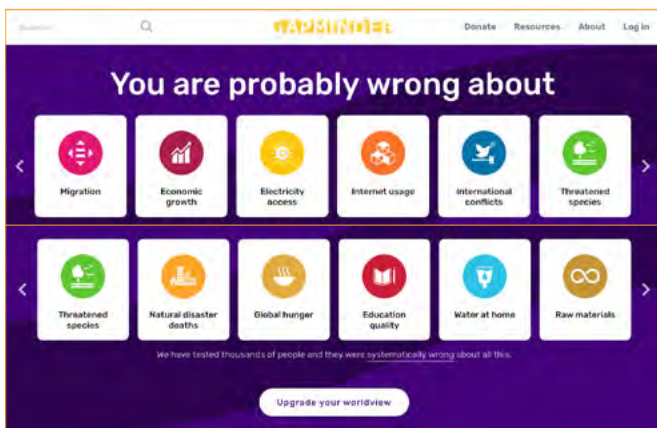 GAPMINDER
Donate Resources About Log in
You are probably wrong about
Migration
Economic
growth
Electricity
access
Internet usage
International
conflicts
Threatened
species
Threatened
species
Natural disaster
deaths
Global hunger
Education
quality
Water at home
Raw materials
We have tested thousands of people and they were systematically wrong about all this.
Upgrade your worldview